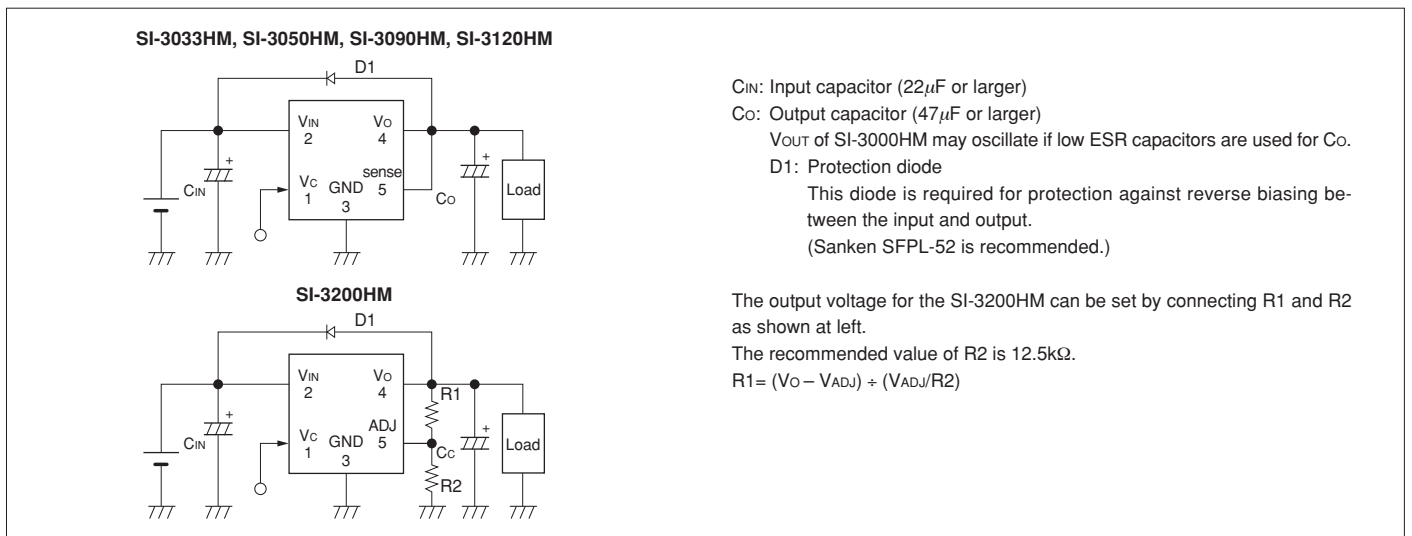 SI-3033HM, SI-3050HM, SI-3090HM, SI-3120HM
D1
VIN
2
VO
4
sense
5
VC
1
GND
3
CIN
+
CO
+
Load
SI-3200HM
D1
VIN
2
VO
4
R1
ADJ
5
VC
1
GND
3
CIN
+
CC
+
R2
Load
CIN: Input capacitor (22μF or larger)
CO: Output capacitor (47μF or larger)
VOUT of SI-3000HM may oscillate if low ESR capacitors are used for CO.
D1: Protection diode
This diode is required for protection against reverse biasing be-
tween the input and output.
(Sanken SFPL-52 is recommended.)
The output voltage for the SI-3200HM can be set by connecting R1 and R2
as shown at left.
The recommended value of R2 is 12.5kΩ.
R1= (VO – VADJ) ÷ (VADJ/R2)